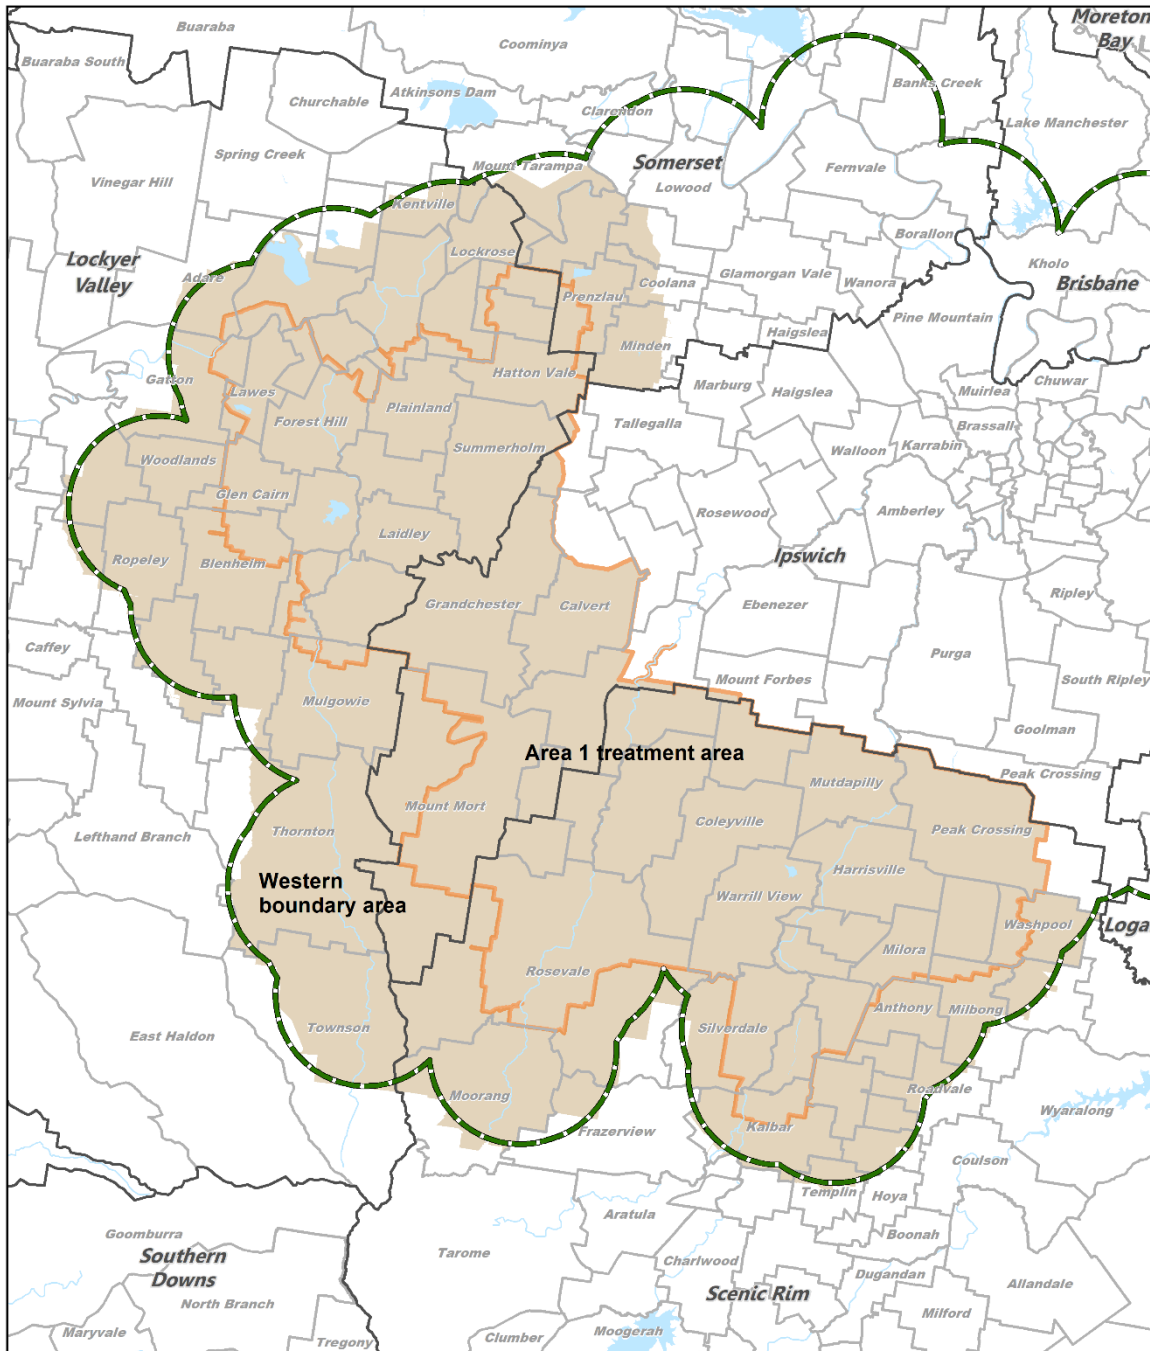 Buaraba
Moreton
Bay
Buaraba South
Coominya
Banks Creek
Atkinsons Dam
Churchable
Clarendon
Lake Manchester
Spring Creek
Mount Tarampa
Somerset
Lowood
Fernvale
Vinegar Hill
Kentville
Borallon
Lockrose
Lockyer
Valley
Kholo
Adare
Glamorgan Vale
Wanora
Brisbane
Coolana
Prenzlau
Pine Mountain
Haigslea
Minden
Hatton Vale
Gatton
Marburg
Haigslea
Muirlea
Chuwar
Lawes
Plainland
Forest Hill
Tallegalla
Brassall
Summerholm
Walloon
Karrabin
Woodlands
Glen Cairn
Rosewood
Amberley
Laidley
Ropeley
Blenheim
Ipswich
Grandchester
Calvert
Ebenezer
Ripley
Caffey
Purga
Mount Forbes
South Ripley
Mount Sylvia
Mulgowie
Goolman
Area 1 treatment area
Peak Crossing
Mutdapilly
Mount Mort
Thornton
Coleyville
Peak Crossing
Lefthand Branch
Harrisville
Western
boundary area
Warrill View
Washpool
Loga
Milora
Rosevale
Anthony
Milbong
East Haldon
Townson
Silverdale
Roadvale
Moorang
Wyaralong
Frazerview
Kalbar
Coulson
Templin
Hoya
Aratula
Goomburra
Boonah
Southern
Downs
Tarome
Charlwood
Dugandan
Allandale
Scenic Rim
North Branch
Milford
Maryvale
Tregony
Clumber
Moogerah